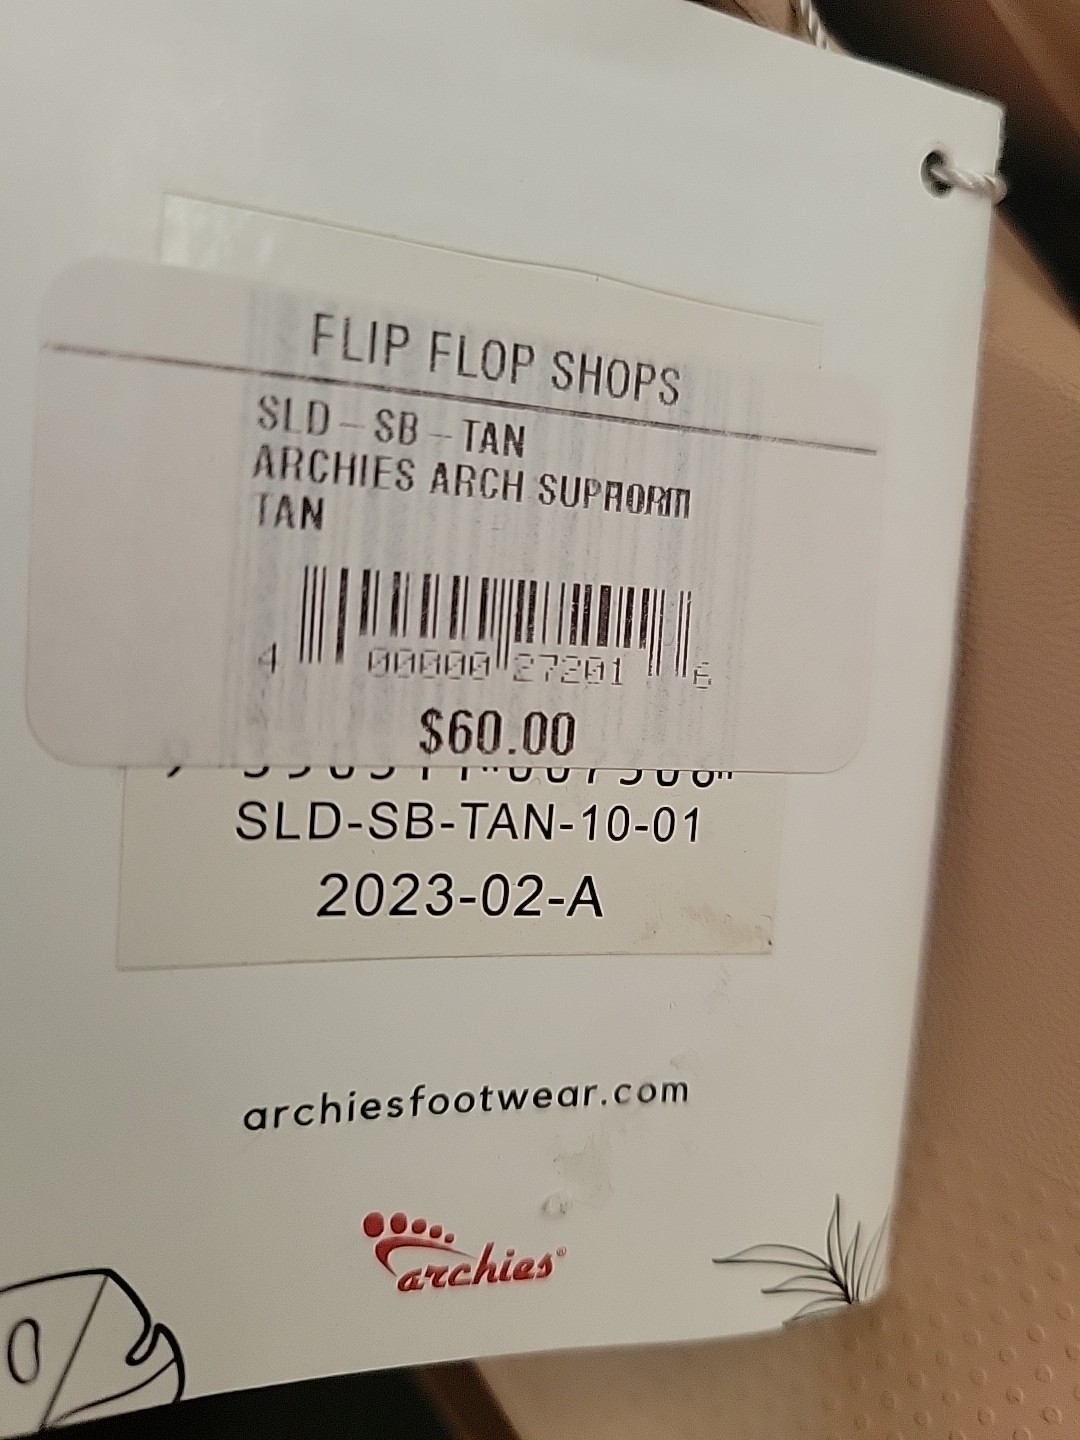 FLIP FLOP SHOPS
SLD-SB-TAN
ARCHIES ARCH
TAN
4 00000 27201 6
$60.00
SLD-SB-TAN-10-01
2023-02-A
archiesfootwear.com
archies®